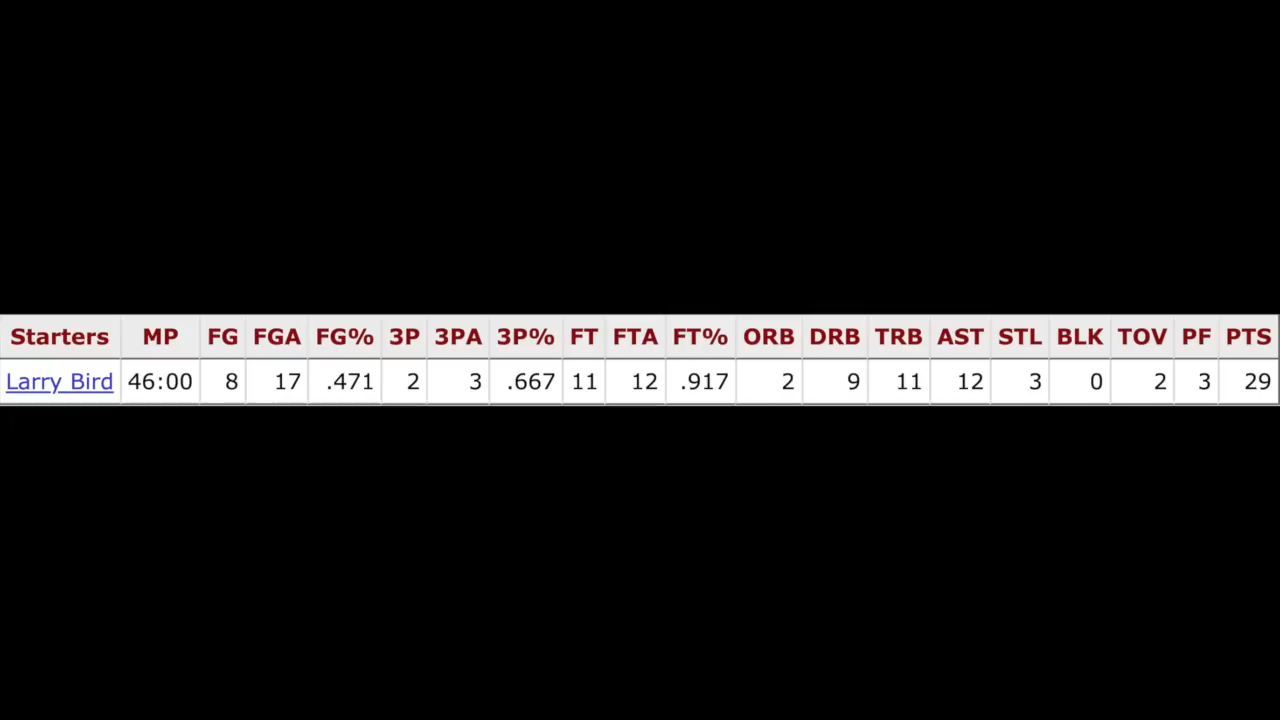 Starters MP FG FGA FG% 3P 3PA 3P% FT FTA FT% ORB DRB TRB AST STL BLK TOV PF PTS
Larry Bird 46:00 8 17 .471 2 3 .667 11 12 .917 2 9 11 12 3 0 2 3 29